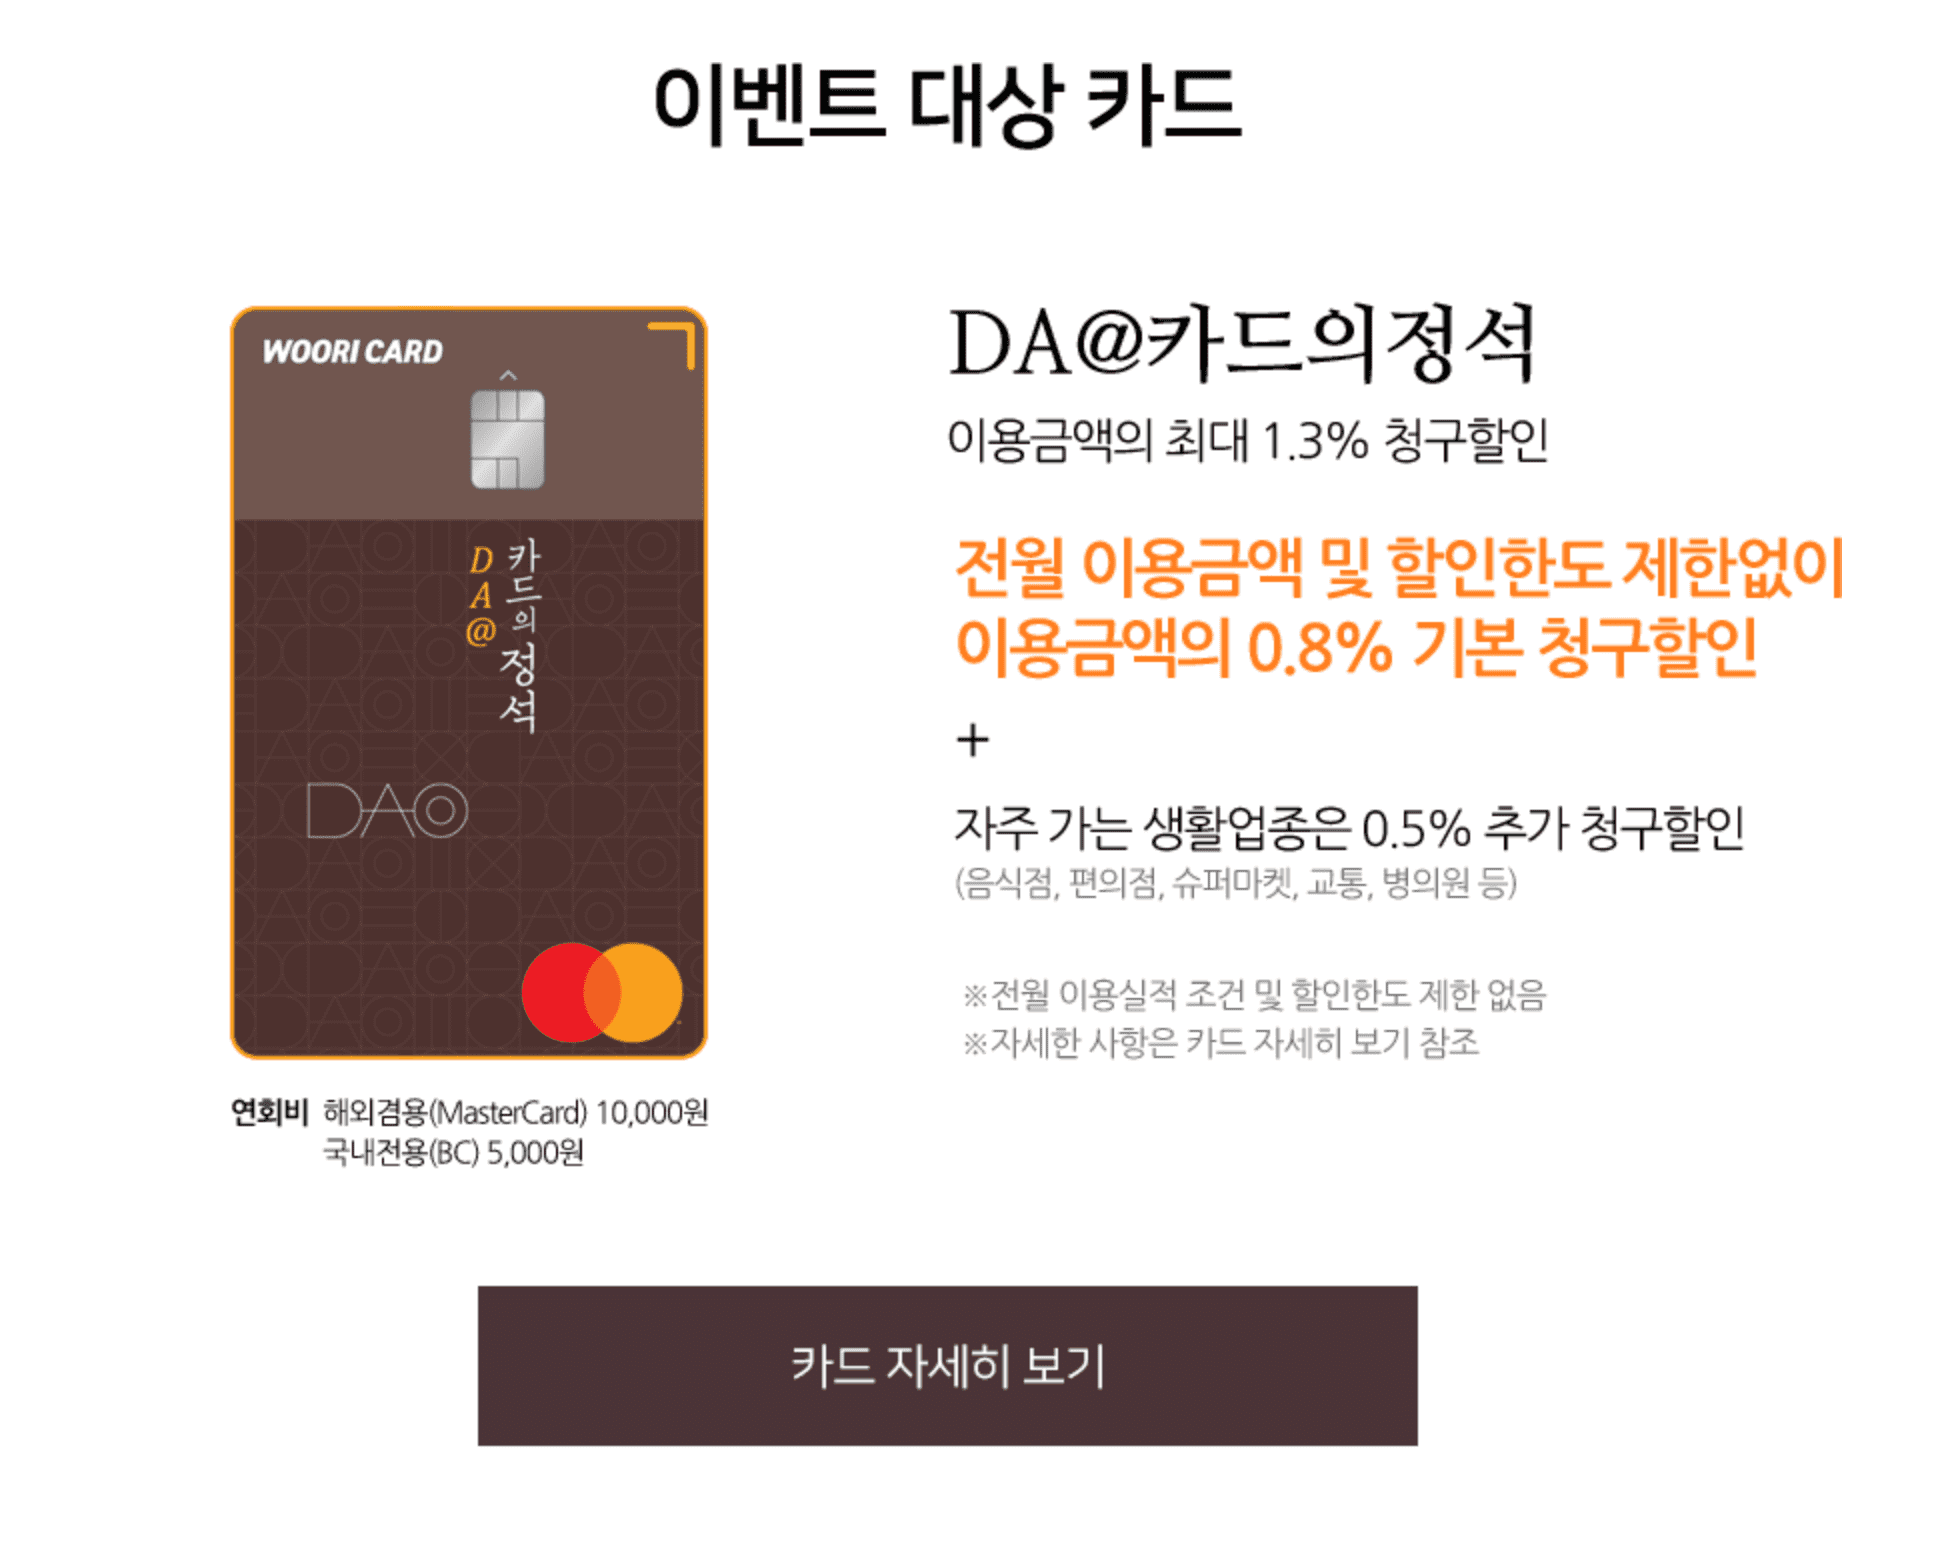 이벤트 대상 카드
WOORI CARD
DA@
카드의정석
DAO
연회비 해외겸용(MasterCard) 10,000원
국내전용(BC) 5,000원
DA@카드의정석
이용금액의 최대 1.3% 청구할인
전월 이용금액 및 할인한도 제한없이
이용금액의 0.8% 기본 청구할인
+
자주 가는 생활업종은 0.5% 추가 청구할인
(음식점, 편의점, 슈퍼마켓, 교통, 병의원 등)
※전월 이용실적 조건 및 할인한도 제한 없음
※자세한 사항은 카드 자세히 보기 참조
카드 자세히 보기